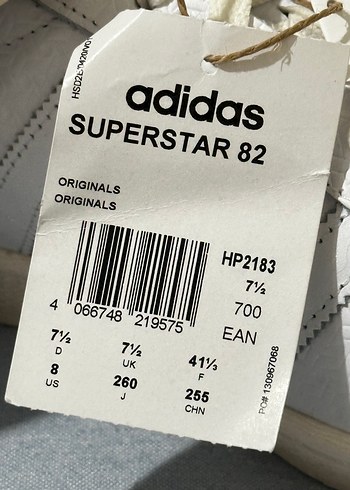 adidas
SUPERSTAR 82
ORIGINALS
ORIGINALS
HP2183
7½
700
EAN
4 066748 219575
7½ 7½ 41⅓
D UK F
8 260 255
US J CHN
PO# 130967068